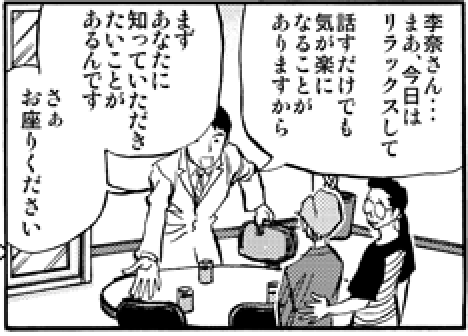 李奈さん・・・
まあ、今日は
リラックスして
話すだけでも
気が楽に
なることが
ありますから
まず
あなたに
知っていただき
たいことが
あるんです
さぁ
お座りください